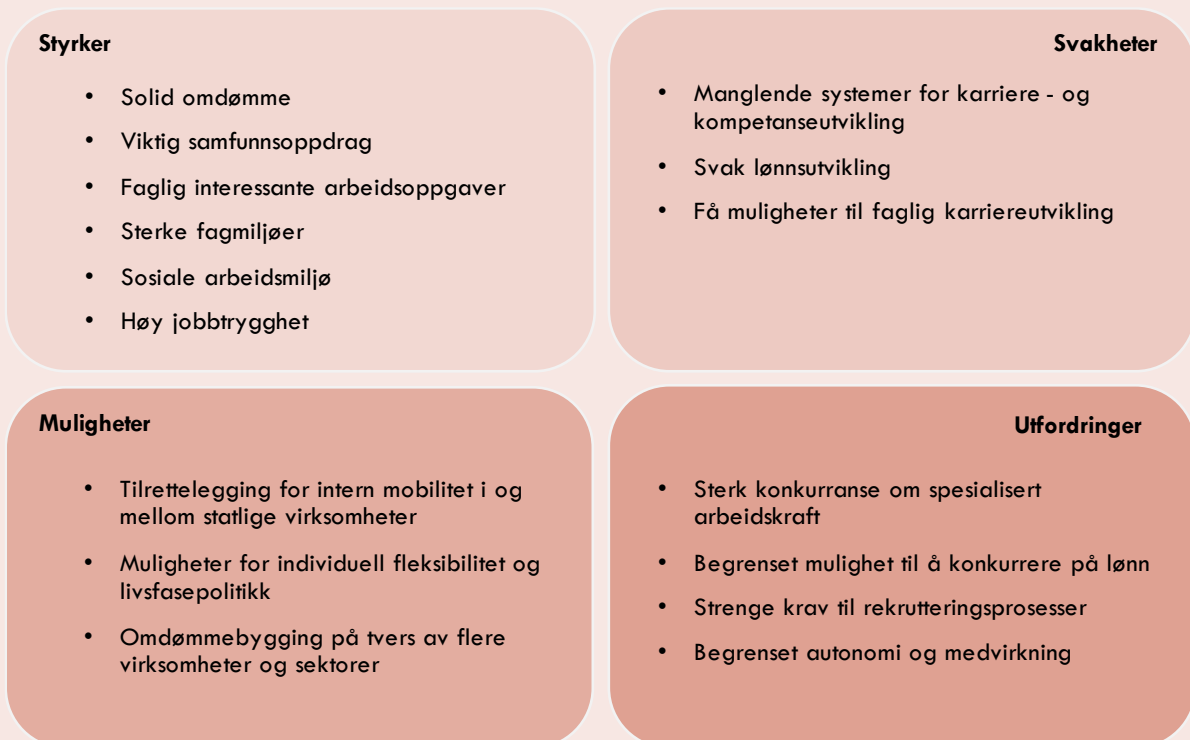 Styrker
• Solid omdømme
• Viktig samfunnsoppdrag
• Faglig interessante arbeidsoppgaver
• Sterke fagmiljøer
• Sosiale arbeidsmiljø
• Høy jobbtrygghet
Svakheter
• Manglende systemer for karriere - og
kompetanseutvikling
• Svak lønnsutvikling
• Få muligheter til faglig karriereutvikling
Muligheter
• Tilrettelegging for intern mobilitet i og
mellom statlige virksomheter
• Muligheter for individuell fleksibilitet og
livsfasepolitikk
• Omdømmebygging på tvers av flere
virksomheter og sektorer
Utfordringer
• Sterk konkurranse om spesialisert
arbeidskraft
• Begrenset mulighet til å konkurrere på lønn
• Strenge krav til rekrutteringsprosesser
• Begrenset autonomi og medvirkning